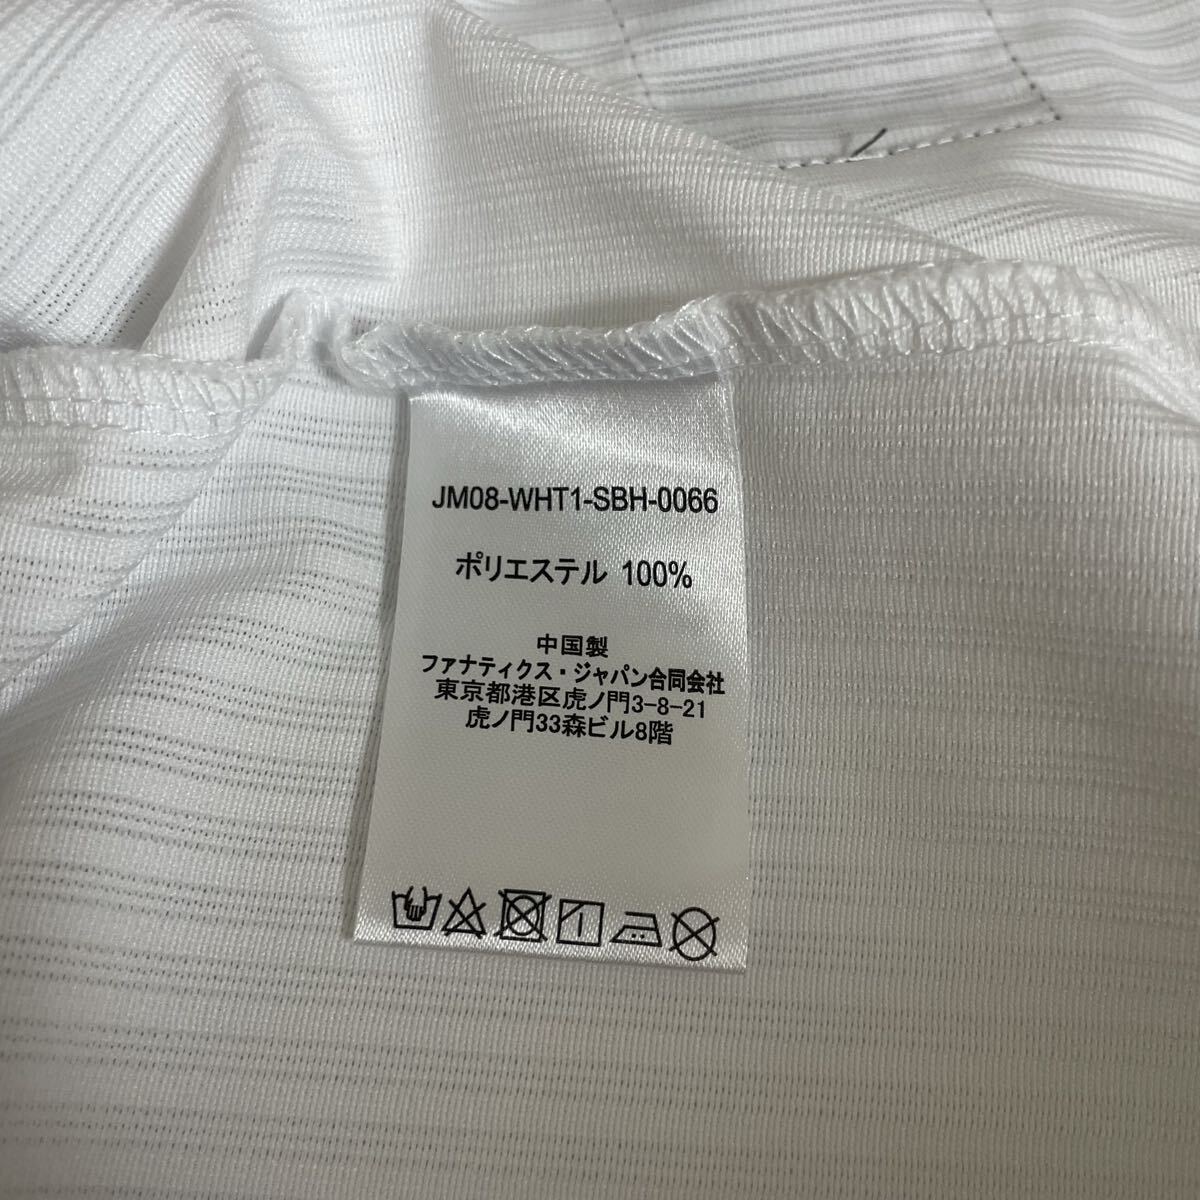 JM08-WHT1-SBH-0066
ポリエステル 100%
中国製
ファナティクス・ジャパン合同会社
東京都港区虎ノ門3-8-21
虎ノ門33森ビル8階